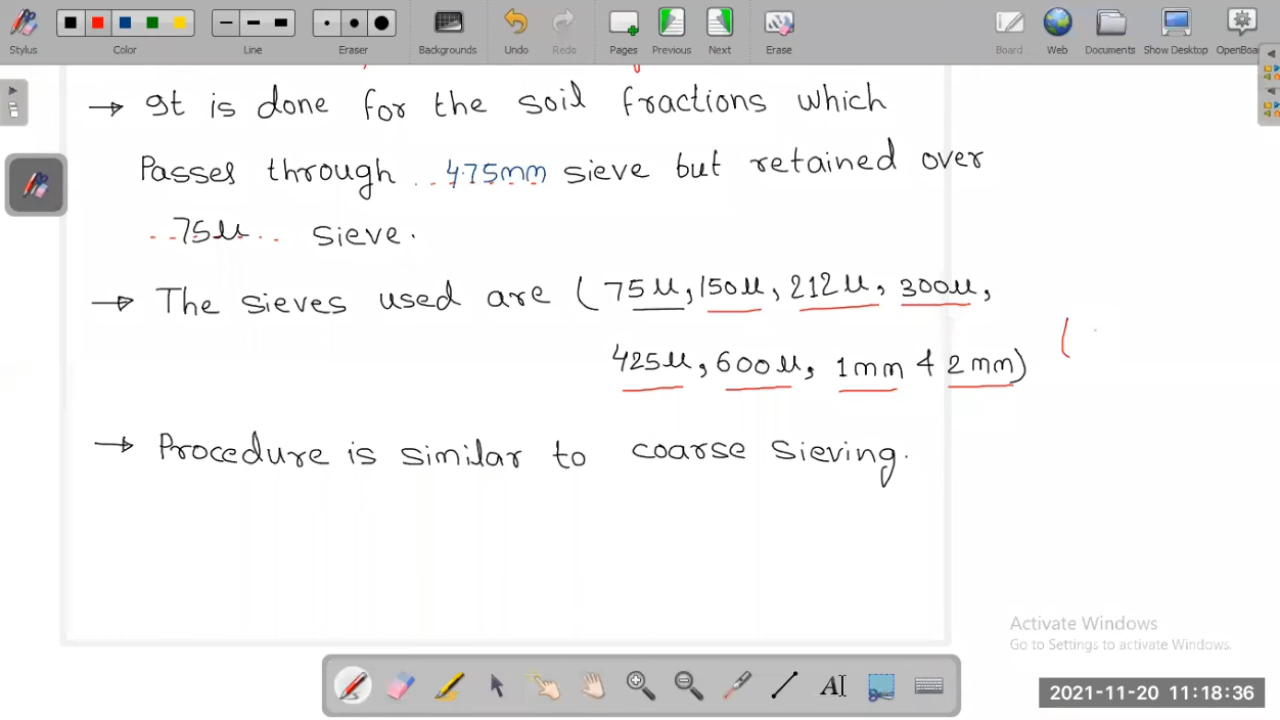 Stylus
Color
Line
Eraser
Backgrounds
Undo
Redo
Pages
Previous
Next
Erase
Board
Web
Documents
Show Desktop
OpenBoa
→ It is done for the soil fractions which
Passes through ..4.75mm sieve but retained over
..75μ.. sieve.
→ The sieves used are (75μ, 150μ, 212μ, 300μ,
425μ, 600μ, 1mm & 2mm) (
→ Procedure is similar to coarse sieving.
Activate Windows
Go to Settings to activate Windows.
2021-11-20 11:18:36